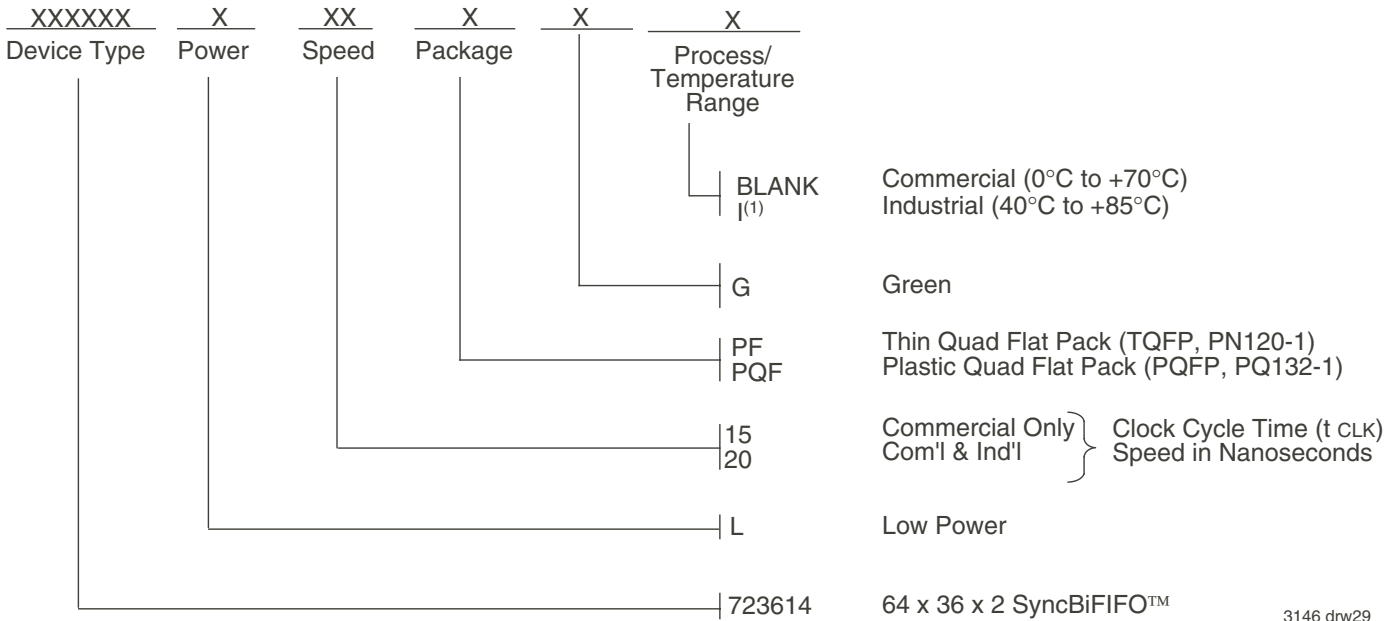 XXXXXX X XX X X X
Device Type Power Speed Package Process/
Temperature
Range
BLANK Commercial (0°C to +70°C)
I(1) Industrial (40°C to +85°C)
G Green
PF Thin Quad Flat Pack (TQFP, PN120-1)
PQF Plastic Quad Flat Pack (PQFP, PQ132-1)
15 Commercial Only Clock Cycle Time (t CLK)
20 Com'l & Ind'l Speed in Nanoseconds
L Low Power
723614 64 x 36 x 2 SyncBiFIFO™
3146 drw29